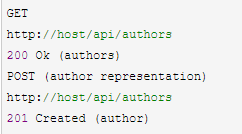 GET
http://host/api/authors
200 Ok (authors)
POST (author representation)
http://host/api/authors
201 Created (author)